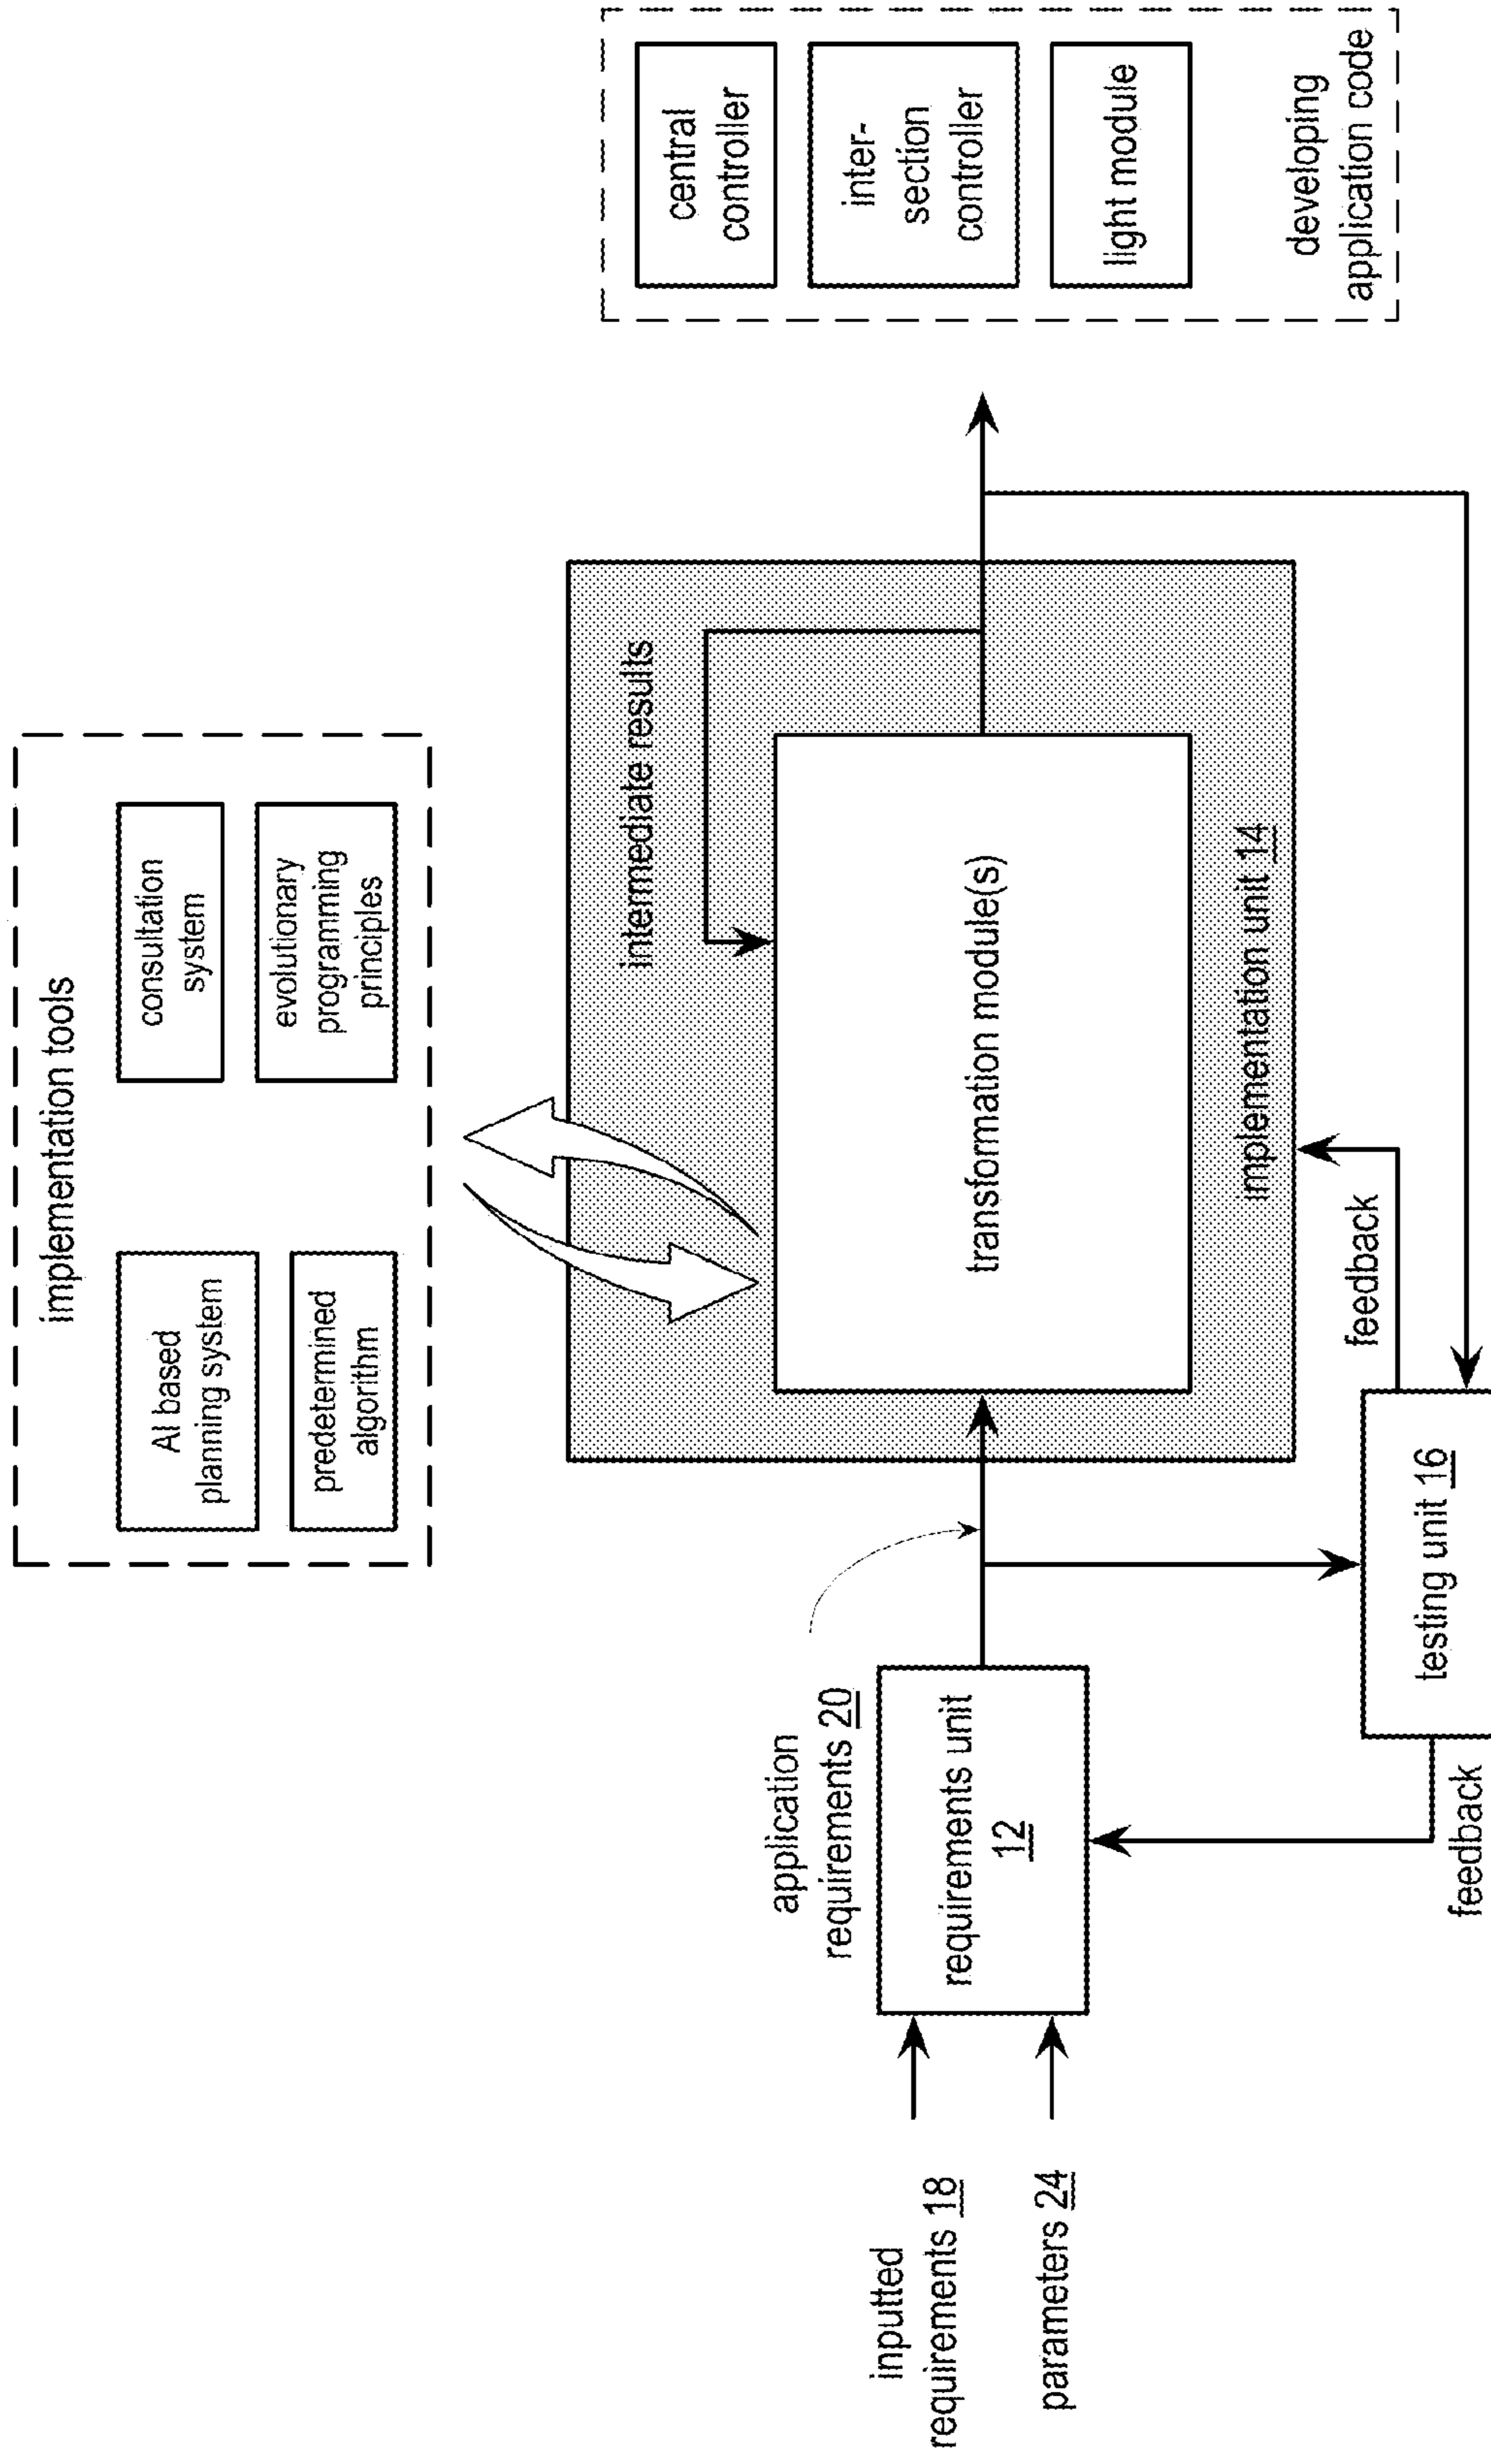 implementation tools
AI based
planning system
consultation
system
predetermined
algorithm
evolutionary
programming
principles
intermediate results
transformation module(s)
implementation unit 14
central
controller
inter-
section
controller
light module
developing
application code
application
requirements 20
inputted
requirements 18
parameters 24
requirements unit
12
feedback
testing unit 16
feedback